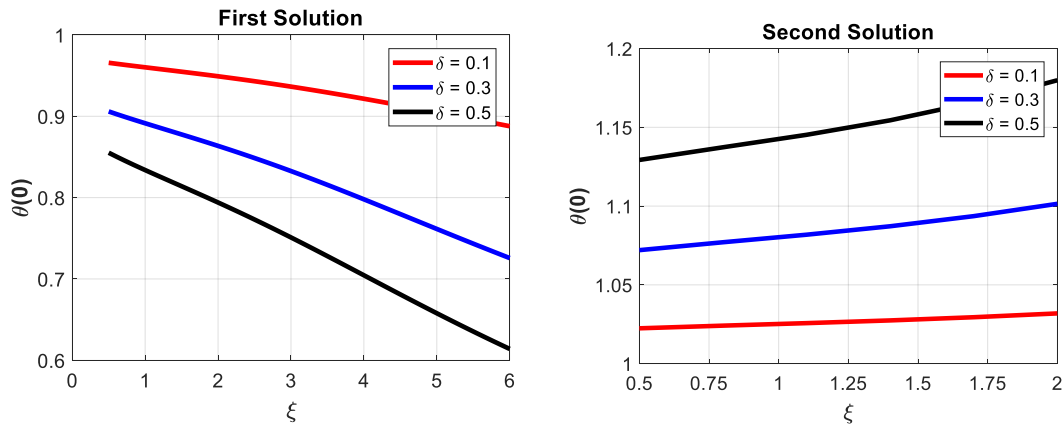 First Solution
1
0.9
0.8
0.7
0.6
θ(0)
δ = 0.1
δ = 0.3
δ = 0.5
0 1 2 3 4 5 6
ξ
Second Solution
1.2
1.15
1.1
1.05
1
θ(0)
δ = 0.1
δ = 0.3
δ = 0.5
0.5 0.75 1 1.25 1.5 1.75 2
ξ